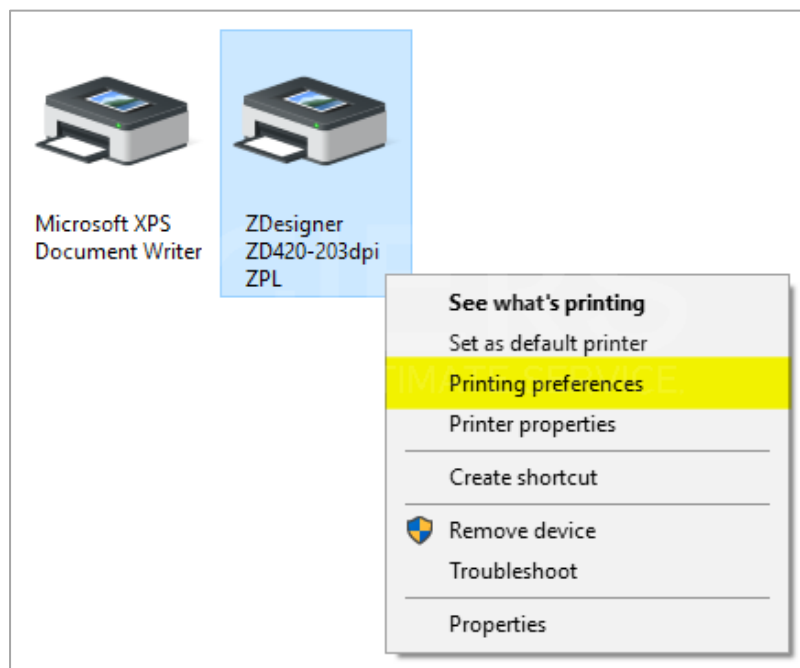 Microsoft XPS
Document Writer
ZDesigner
ZD420-203dpi
ZPL
See what's printing
Set as default printer
Printing preferences
Printer properties
Create shortcut
Remove device
Troubleshoot
Properties